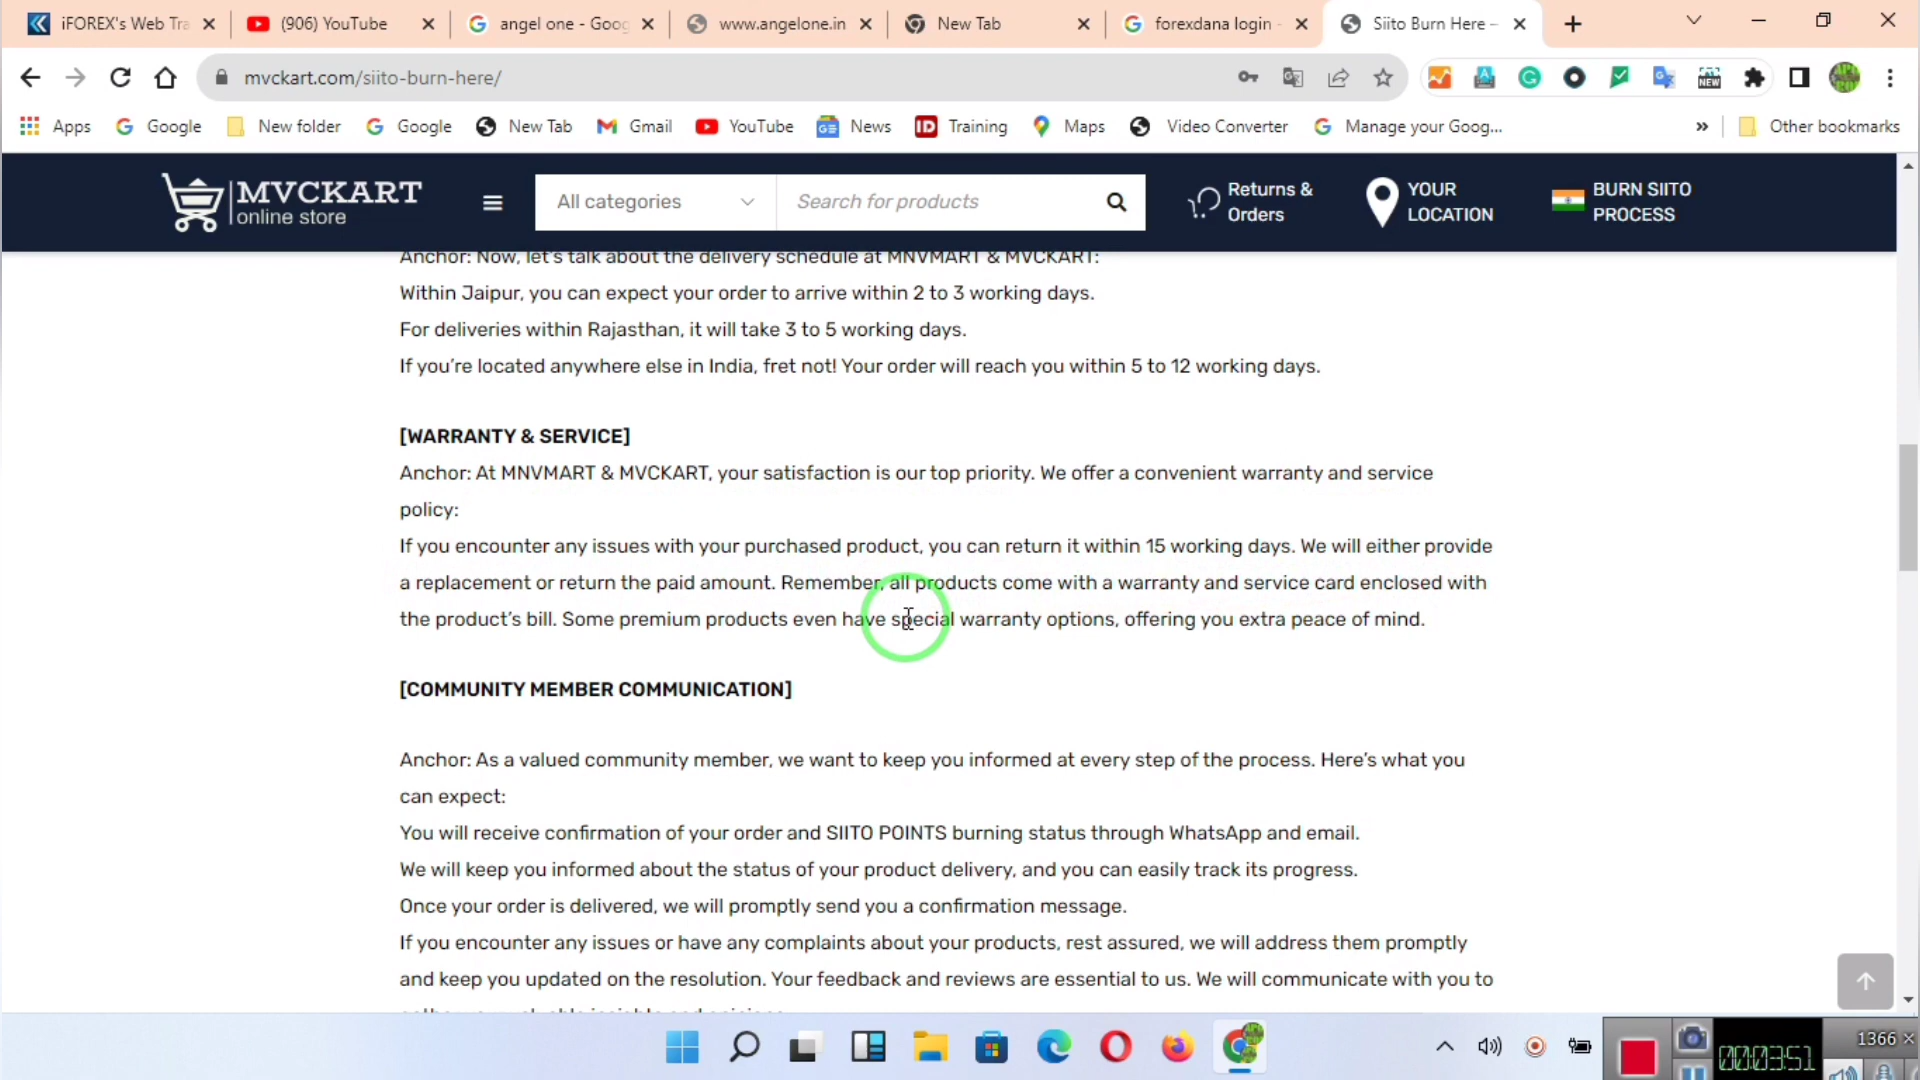 iFOREX's Web Tra
(906) YouTube
angel one - Goog
www.angelone.in
New Tab
forexdana login -
Siito Burn Here –
mvckart.com/siito-burn-here/
Apps
Google
New folder
Google
New Tab
Gmail
YouTube
News
Training
Maps
Video Converter
Manage your Goog...
»
Other bookmarks
MVCKART
online store
All categories
Search for products
Returns &
Orders
YOUR
LOCATION
BURN SIITO
PROCESS
Anchor: Now, let's talk about the delivery schedule at MNVMART & MVCKART:
Within Jaipur, you can expect your order to arrive within 2 to 3 working days.
For deliveries within Rajasthan, it will take 3 to 5 working days.
If you're located anywhere else in India, fret not! Your order will reach you within 5 to 12 working days.
[WARRANTY & SERVICE]
Anchor: At MNVMART & MVCKART, your satisfaction is our top priority. We offer a convenient warranty and service
policy:
If you encounter any issues with your purchased product, you can return it within 15 working days. We will either provide
a replacement or return the paid amount. Remember, all products come with a warranty and service card enclosed with
the product's bill. Some premium products even have special warranty options, offering you extra peace of mind.
[COMMUNITY MEMBER COMMUNICATION]
Anchor: As a valued community member, we want to keep you informed at every step of the process. Here's what you
can expect:
You will receive confirmation of your order and SIITO POINTS burning status through WhatsApp and email.
We will keep you informed about the status of your product delivery, and you can easily track its progress.
Once your order is delivered, we will promptly send you a confirmation message.
If you encounter any issues or have any complaints about your products, rest assured, we will address them promptly
and keep you updated on the resolution. Your feedback and reviews are essential to us. We will communicate with you to
00:03:51
1366